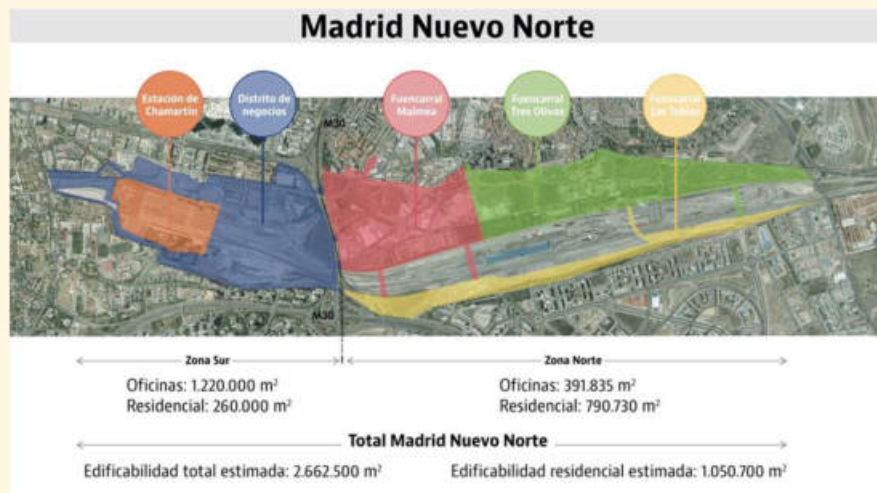 Madrid Nuevo Norte
Estación de
Chamartín
Distrito de
negocios
Fuencarral
Malmea
Fuencarral
Tres Olivos
Fuencarral
Las Tablas
M30
M30
Zona Sur
Zona Norte
Oficinas: 1.220.000 m²
Residencial: 260.000 m²
Oficinas: 391.835 m²
Residencial: 790.730 m²
Total Madrid Nuevo Norte
Edificabilidad total estimada: 2.662.500 m²
Edificabilidad residencial estimada: 1.050.700 m²